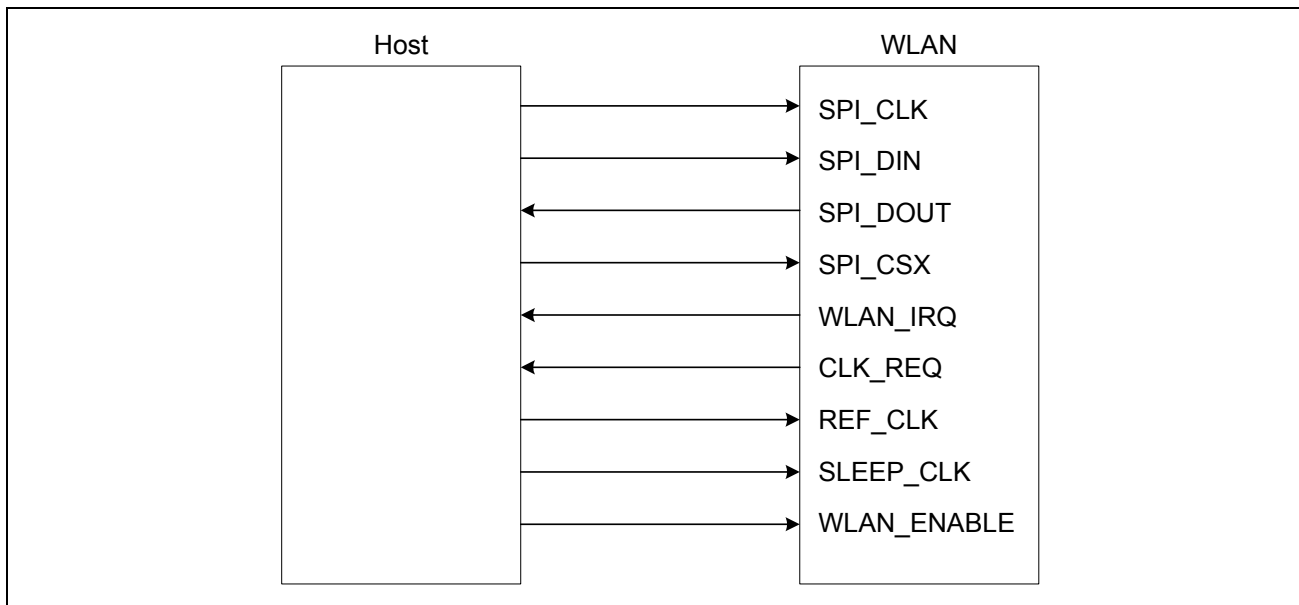 Host
WLAN
SPI_CLK
SPI_DIN
SPI_DOUT
SPI_CSX
WLAN_IRQ
CLK_REQ
REF_CLK
SLEEP_CLK
WLAN_ENABLE